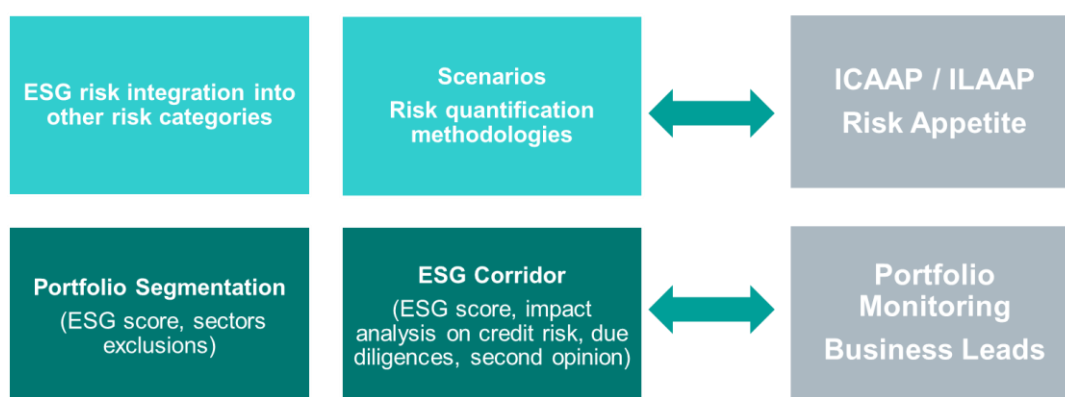 ESG risk integration into
other risk categories
Scenarios
Risk quantification
methodologies
ICAAP / ILAAP
Risk Appetite
Portfolio Segmentation
(ESG score, sectors
exclusions)
ESG Corridor
(ESG score, impact
analysis on credit risk, due
diligences, second opinion)
Portfolio
Monitoring
Business Leads